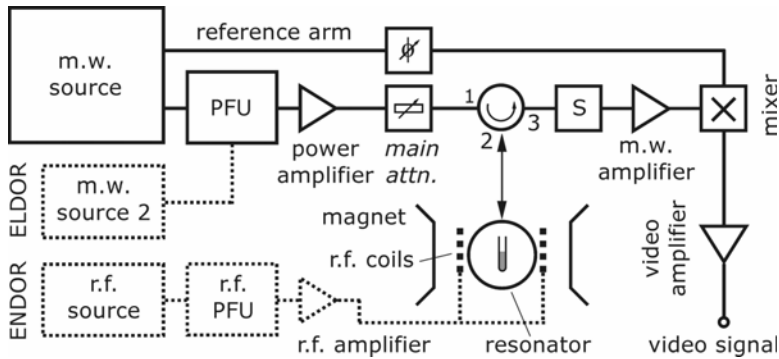 reference arm
ϕ
m.w.
source
PFU
power
amplifier
main
attn.
1
2
3
S
m.w.
amplifier
mixer
ELDOR
m.w.
source 2
magnet
r.f. coils
video
amplifier
ENDOR
r.f.
source
r.f.
PFU
r.f. amplifier
resonator
video signal